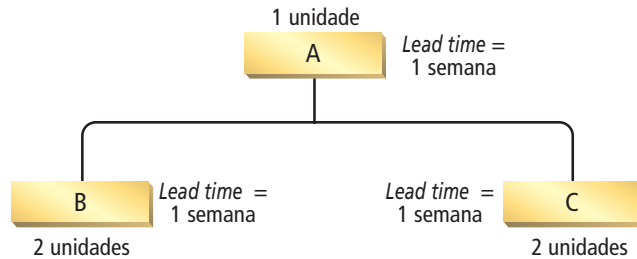 1 unidade
A
Lead time =
1 semana
B
Lead time =
1 semana
Lead time =
1 semana
C
2 unidades
2 unidades